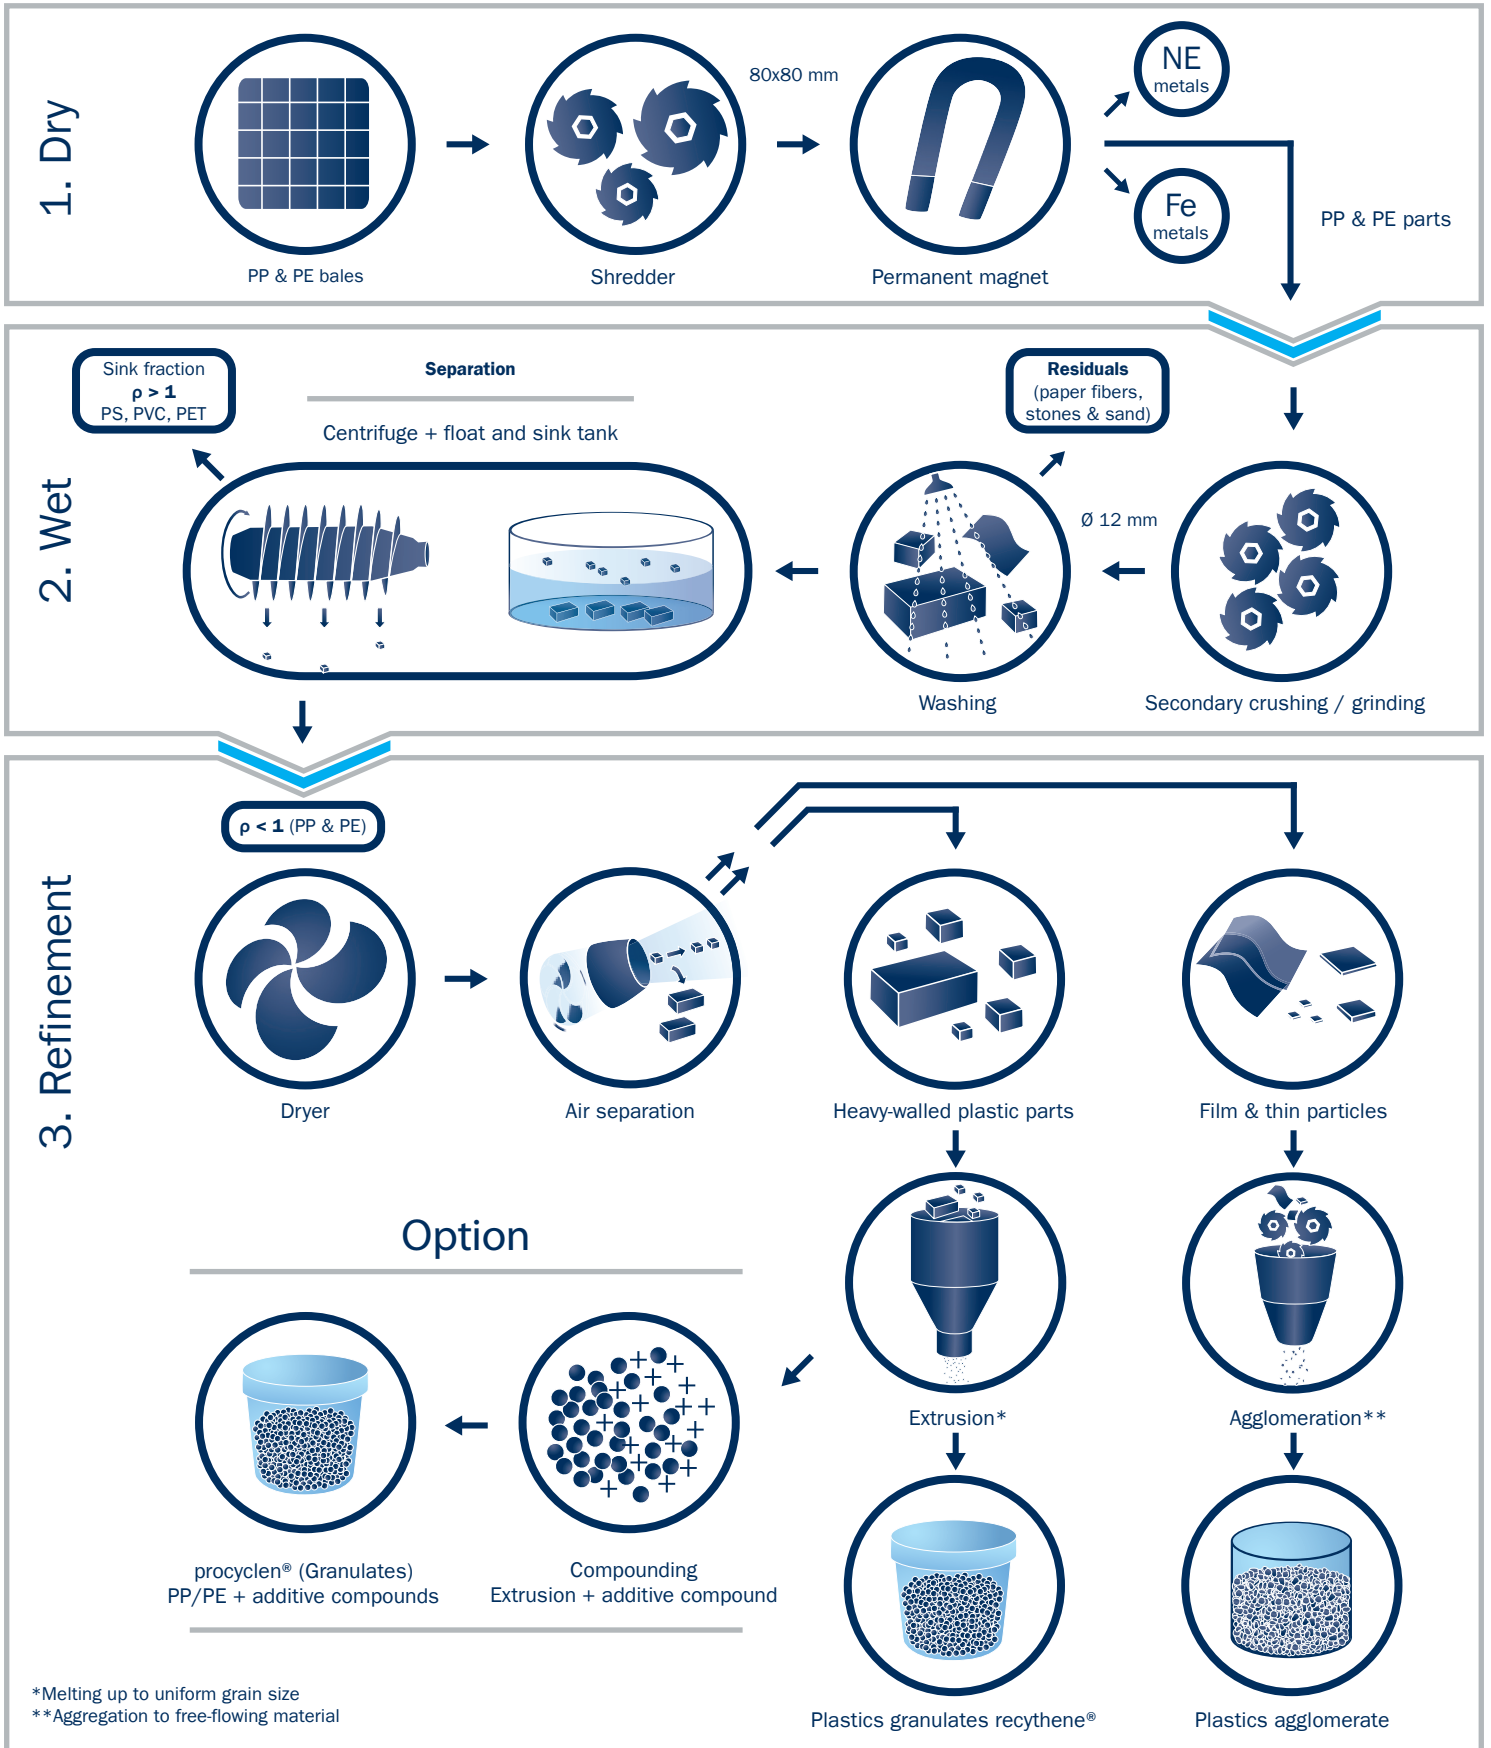 1. Dry
80x80 mm
NE
metals
Fe
metals
PP & PE parts
PP & PE bales
Shredder
Permanent magnet
2. Wet
Sink fraction
ρ > 1
PS, PVC, PET
Separation
Centrifuge + float and sink tank
Residuals
(paper fibers,
stones & sand)
Ø 12 mm
Washing
Secondary crushing / grinding
3. Refinement
ρ < 1 (PP & PE)
Dryer
Air separation
Heavy-walled plastic parts
Film & thin particles
Option
Extrusion*
Agglomeration**
procyclen® (Granulates)
PP/PE + additive compounds
Compounding
Extrusion + additive compound
Plastics granulates recythene®
Plastics agglomerate
*Melting up to uniform grain size
**Aggregation to free-flowing material